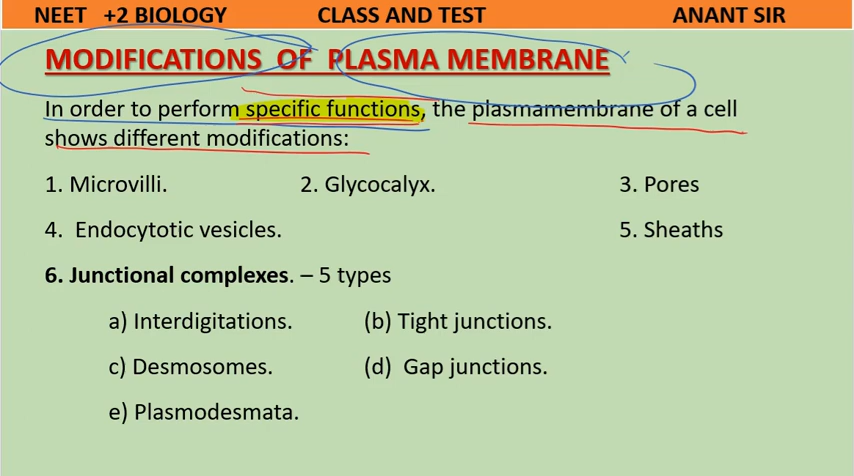 NEET +2 BIOLOGY CLASS AND TEST ANANT SIR
MODIFICATIONS OF PLASMA MEMBRANE
In order to perform specific functions, the plasmamembrane of a cell
shows different modifications:
1. Microvilli. 2. Glycocalyx. 3. Pores
4. Endocytotic vesicles. 5. Sheaths
6. Junctional complexes. – 5 types
a) Interdigitations. (b) Tight junctions.
c) Desmosomes. (d) Gap junctions.
e) Plasmodesmata.